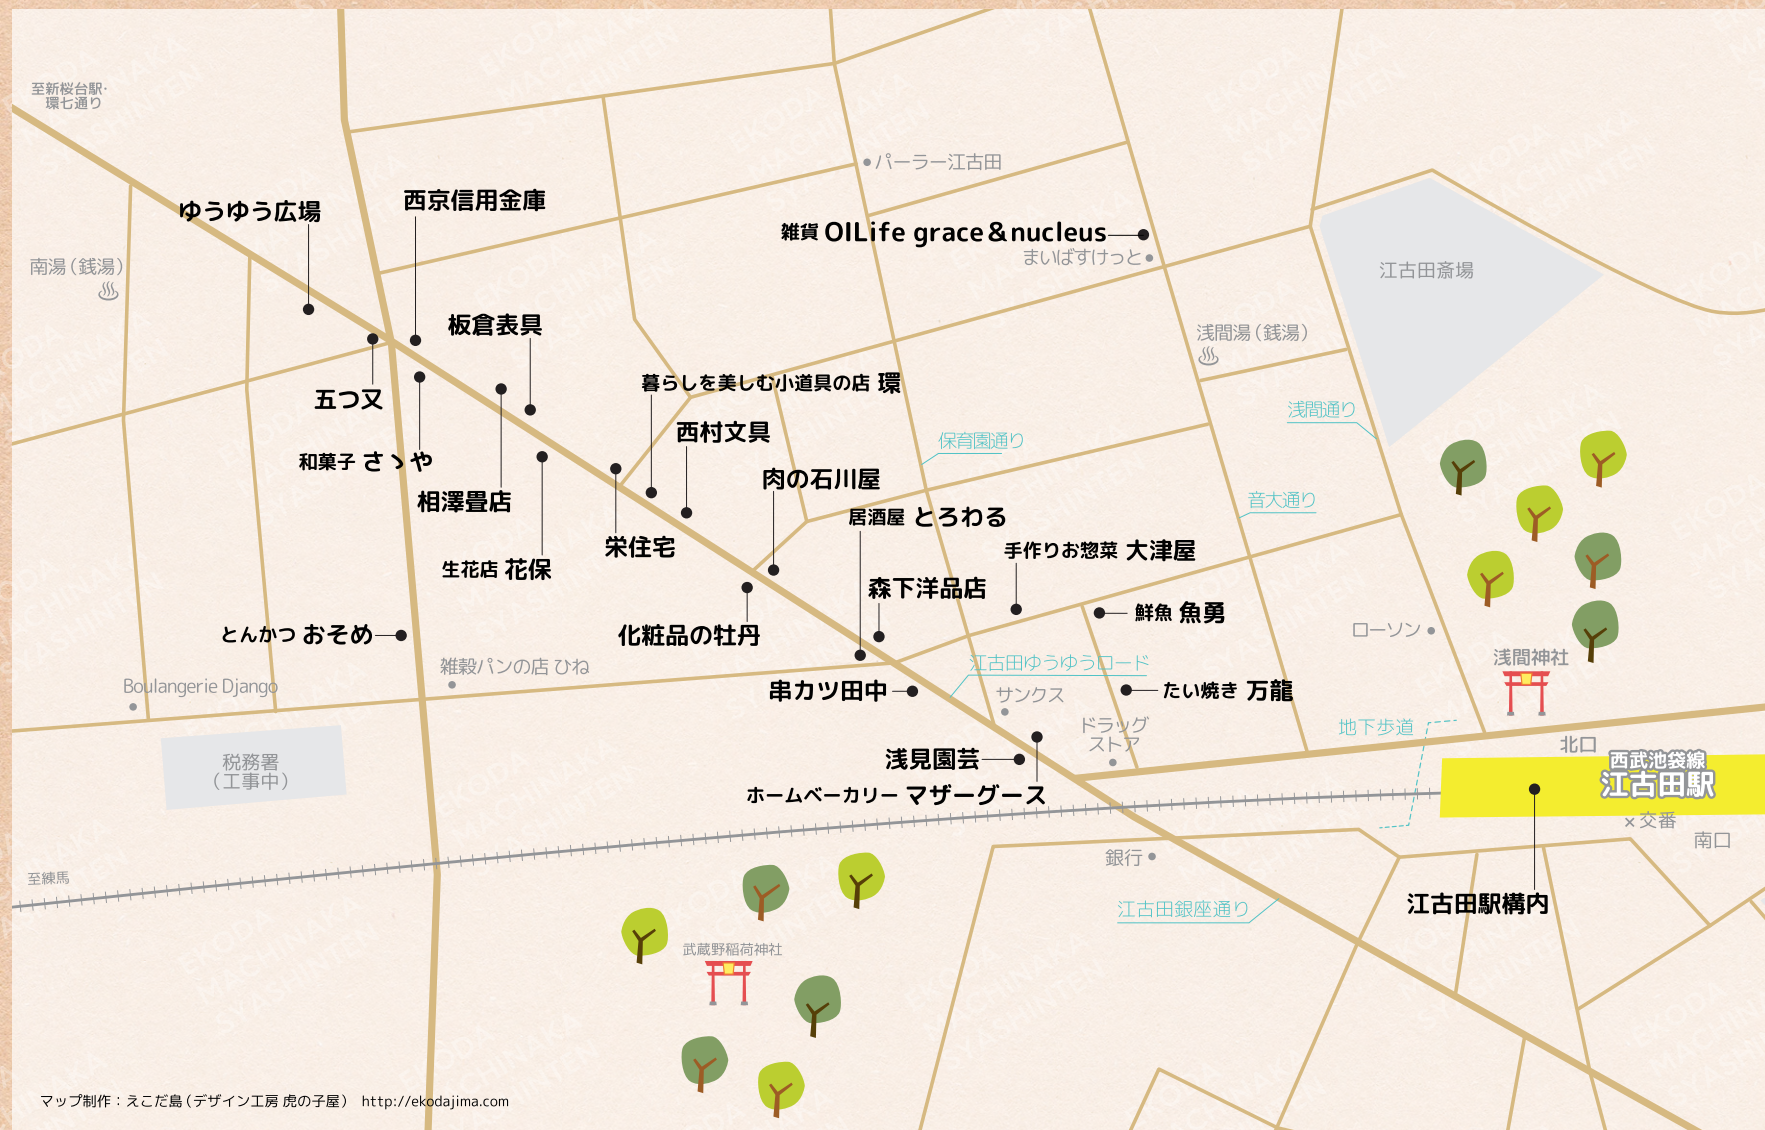 至新桜台駅・
環七通り
パーラー江古田
西京信用金庫
ゆうゆう広場
雑貨 OILife grace&nucleus
まいばすけっと
南湯(銭湯)
江古田斎場
板倉表具
浅間湯(銭湯)
暮らしを美しむ小道具の店 環
五つ又
浅間通り
西村文具
保育園通り
和菓子 さゝや
肉の石川屋
相澤畳店
音大通り
居酒屋 とろわる
栄住宅
手作りお惣菜 大津屋
生花店 花保
森下洋品店
鮮魚 魚勇
とんかつ おそめ
化粧品の牡丹
ローソン
雑穀パンの店 ひね
江古田ゆうゆうロード
浅間神社
Boulangerie Django
串カツ田中
サンクス
たい焼き 万龍
ドラッグ
ストア
地下歩道
北口
税務署
(工事中)
浅見園芸
西武池袋線
江古田駅
ホームベーカリー マザーグース
×交番
南口
銀行
至練馬
江古田銀座通り
江古田駅構内
武蔵野稲荷神社
マップ制作：えこだ島(デザイン工房 虎の子屋) http://ekodajima.com
EKODA
MACHINAKA
SYASHINTEN